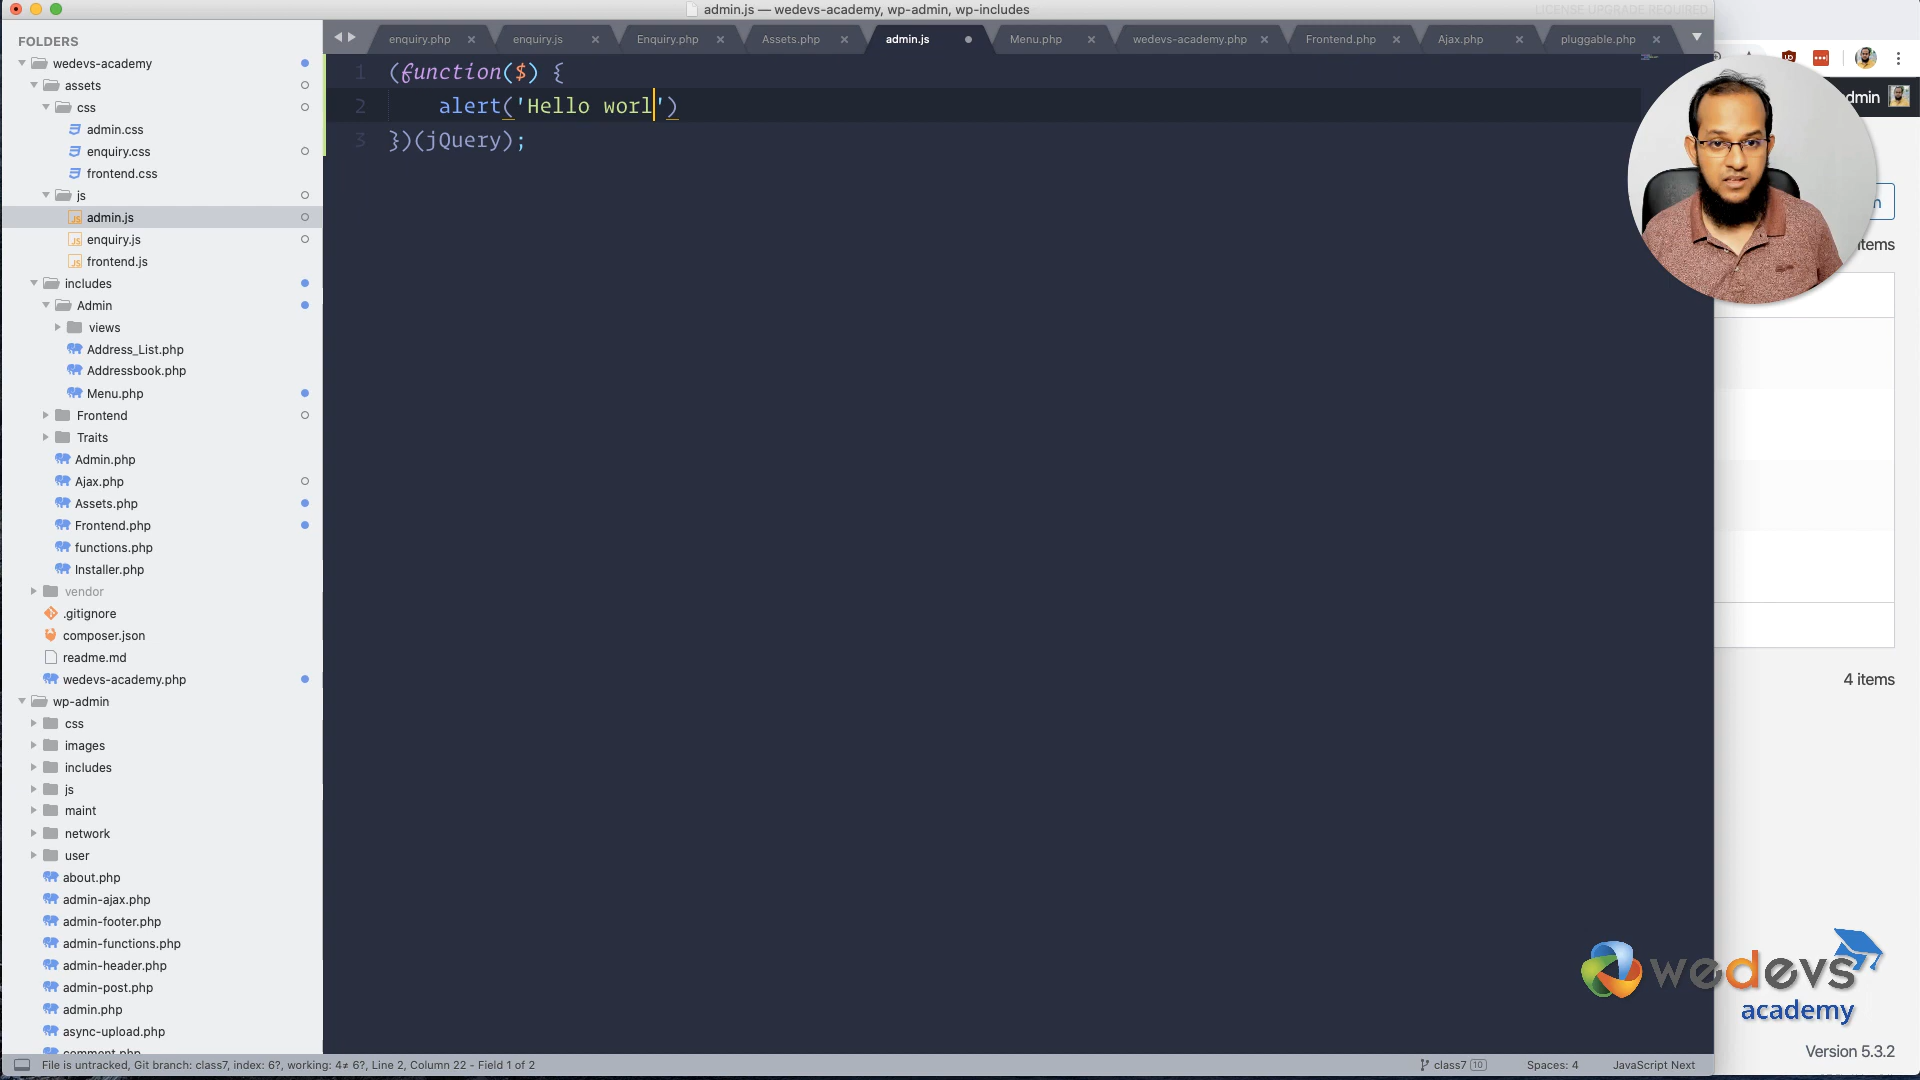 admin.js — wedevs-academy, wp-admin, wp-includes
LICENSE UPGRADE REQUIRED
FOLDERS
wedevs-academy
assets
css
admin.css
enquiry.css
frontend.css
js
admin.js
enquiry.js
frontend.js
includes
Admin
views
Address_List.php
Addressbook.php
Menu.php
Frontend
Traits
Admin.php
Ajax.php
Assets.php
Frontend.php
functions.php
Installer.php
vendor
.gitignore
composer.json
readme.md
wedevs-academy.php
wp-admin
css
images
includes
js
maint
network
user
about.php
admin-ajax.php
admin-footer.php
admin-functions.php
admin-header.php
admin-post.php
admin.php
async-upload.php
comment.php
enquiry.php
enquiry.js
Enquiry.php
Assets.php
admin.js
Menu.php
wedevs-academy.php
Frontend.php
Ajax.php
pluggable.php
1 (function($) {
2 alert('Hello worl')
3 })(jQuery);
dmin
n
items
4 items
wedevs
academy
Version 5.3.2
File is untracked, Git branch: class7, index: 6?, working: 4≠ 6?, Line 2, Column 22 - Field 1 of 2
class7 10
Spaces: 4
JavaScript Next